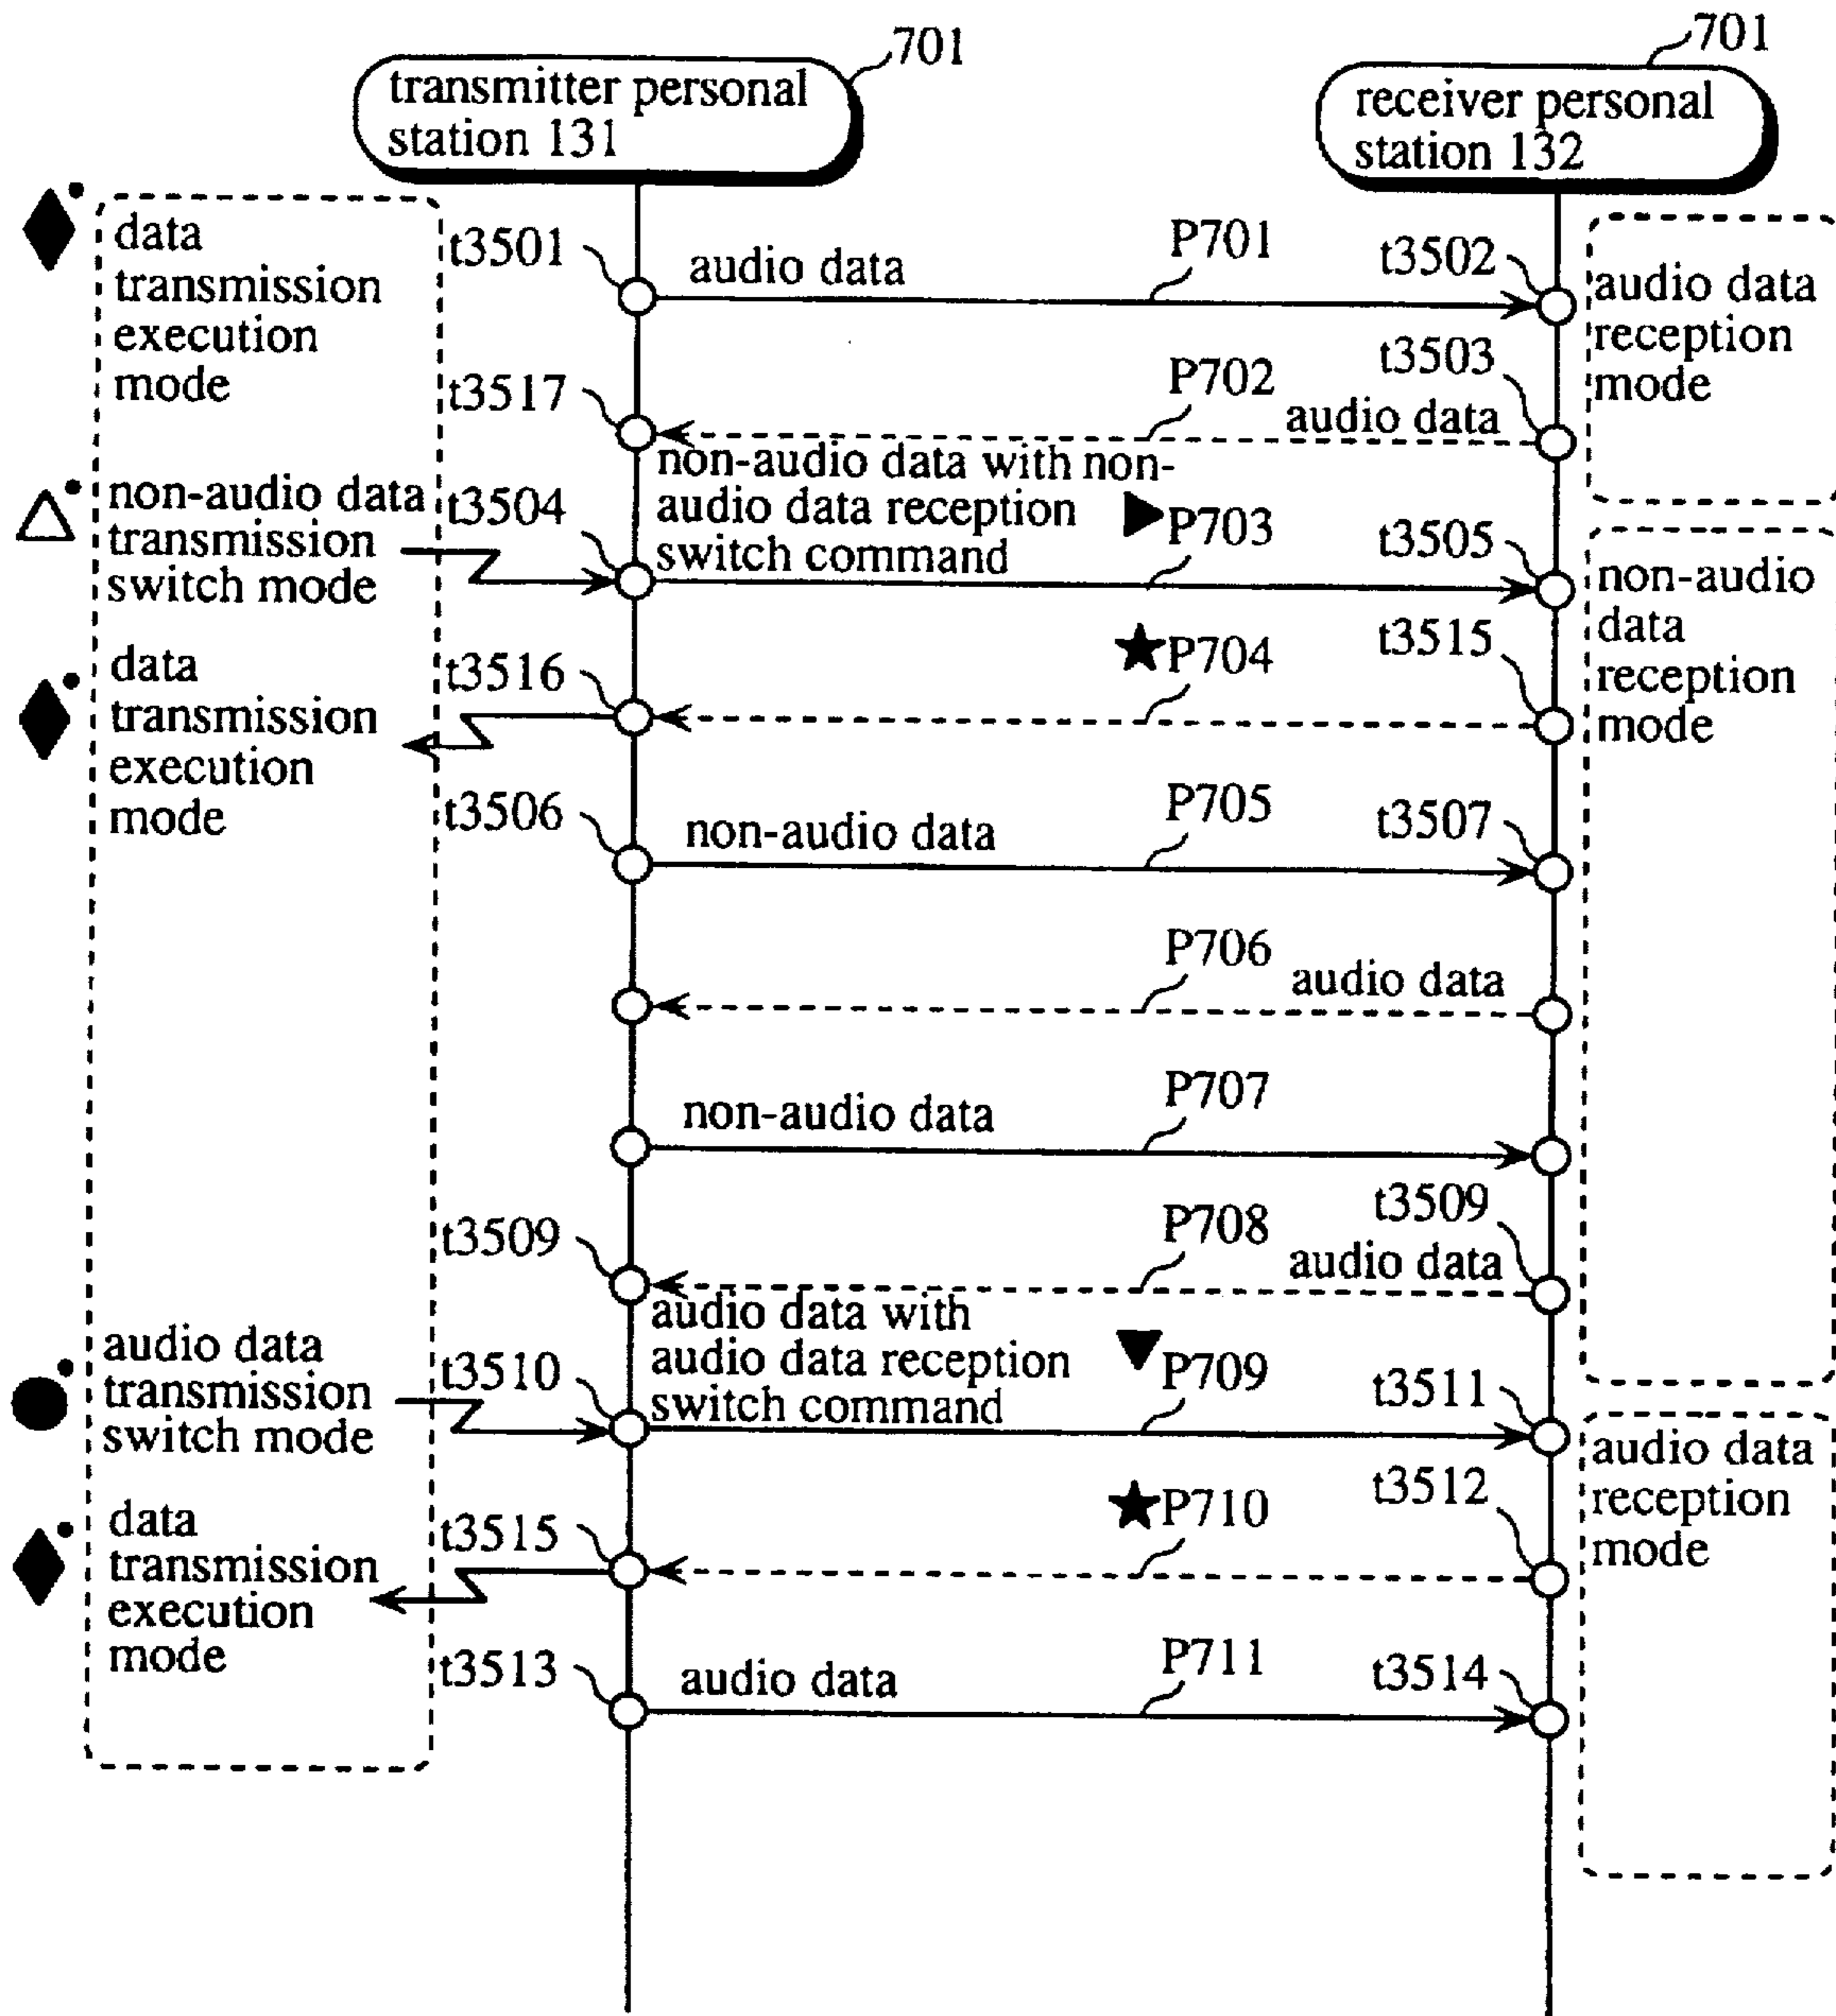 701
701
transmitter personal
station 131
receiver personal
station 132
data
transmission
execution
mode
t3501
audio data
P701
t3502
audio data
reception
mode
t3517
P702
t3503
audio data
non-audio data
transmission
switch mode
t3504
non-audio data with non-
audio data reception
switch command
P703
t3505
non-audio
data
reception
mode
data
transmission
execution
mode
t3516
P704
t3515
t3506
non-audio data
P705
t3507
P706
audio data
non-audio data
P707
t3509
P708
t3509
audio data
audio data
transmission
switch mode
t3510
audio data with
audio data reception
switch command
P709
t3511
audio data
reception
mode
data
transmission
execution
mode
t3515
P710
t3512
t3513
audio data
P711
t3514